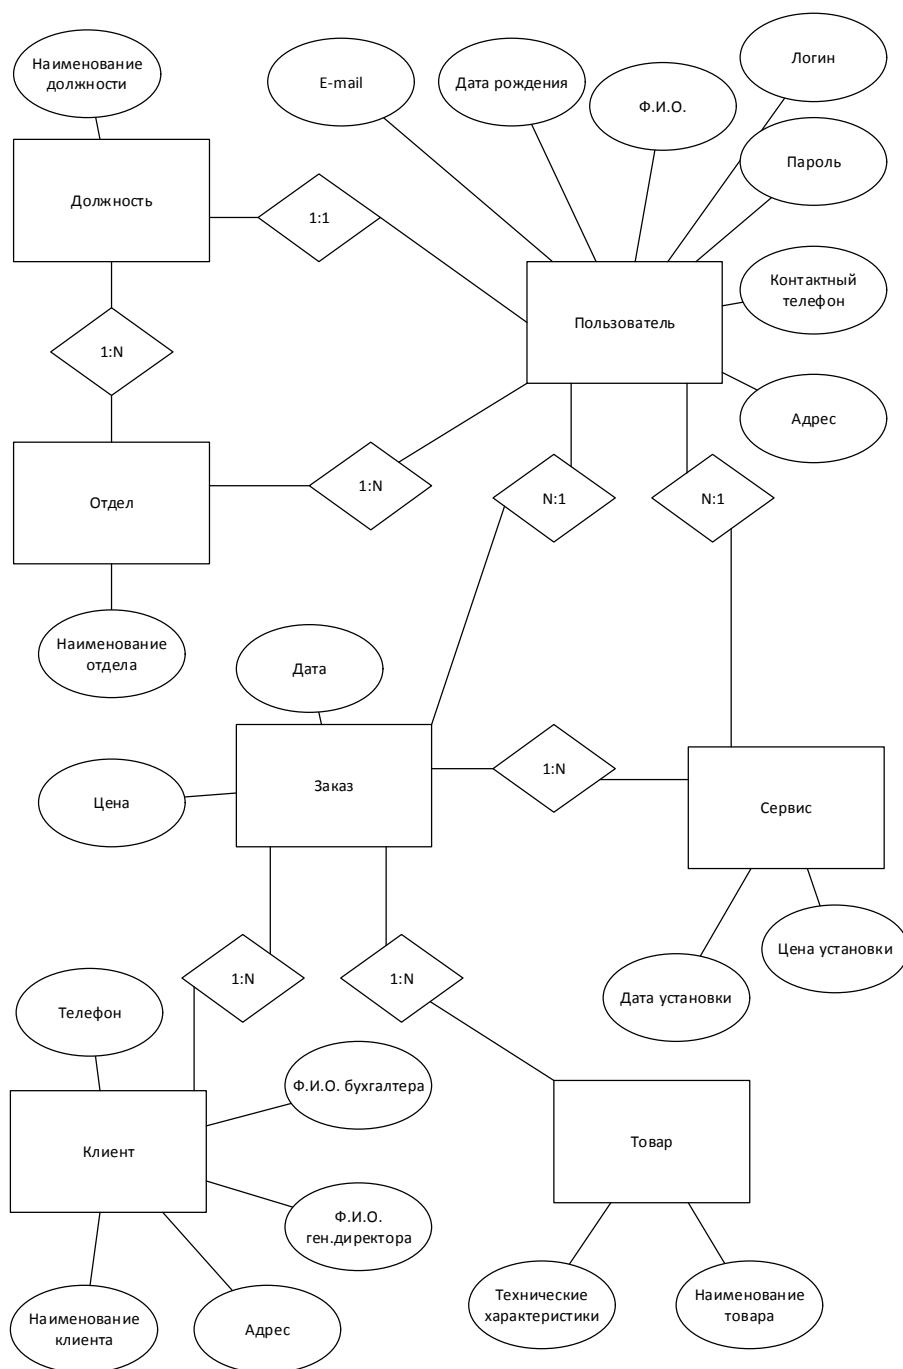 Наименование
должности
E-mail
Дата рождения
Ф.И.О.
Логин
Пароль
Должность
1:1
Контактный
телефон
Пользователь
1:N
Адрес
Отдел
1:N
N:1
N:1
Наименование
отдела
Дата
Цена
Заказ
1:N
Сервис
Цена установки
Дата установки
1:N
1:N
Телефон
Ф.И.О. бухгалтера
Клиент
Товар
Ф.И.О.
ген.директора
Наименование
клиента
Адрес
Технические
характеристики
Наименование
товара